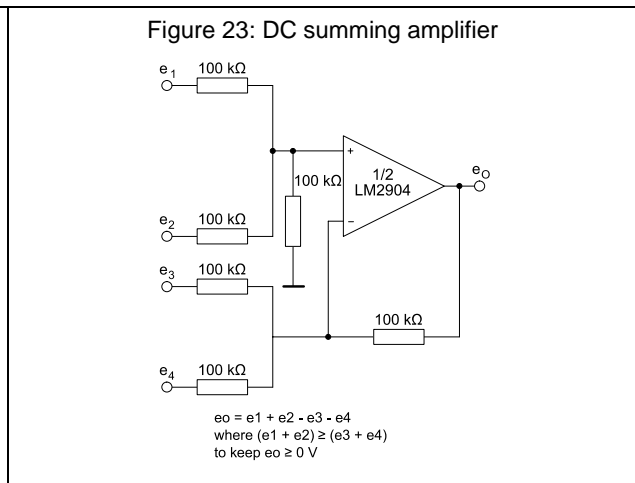 Figure 23: DC summing amplifier
e1
100 kΩ
+
1/2
LM2904
eO
100 kΩ
e2
100 kΩ
−
e3
100 kΩ
100 kΩ
e4
100 kΩ
eo = e1 + e2 - e3 - e4
where (e1 + e2) ≥ (e3 + e4)
to keep eo ≥ 0 V